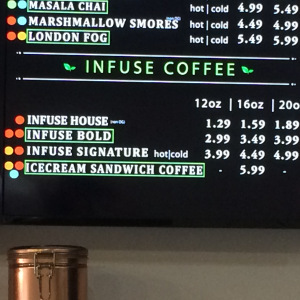 MASALA CHAI hot | cold 4.99 5.49
MARSHMALLOW SMORES hot | cold 4.49 4.99
LONDON FOG hot | cold 5.49 5.99
INFUSE COFFEE
12oz | 16oz | 20o
INFUSE HOUSE 1.29 1.59 1.89
INFUSE BOLD 2.99 3.49 3.99
INFUSE SIGNATURE hot|cold 3.99 4.49 4.99
ICECREAM SANDWICH COFFEE - 5.99 -